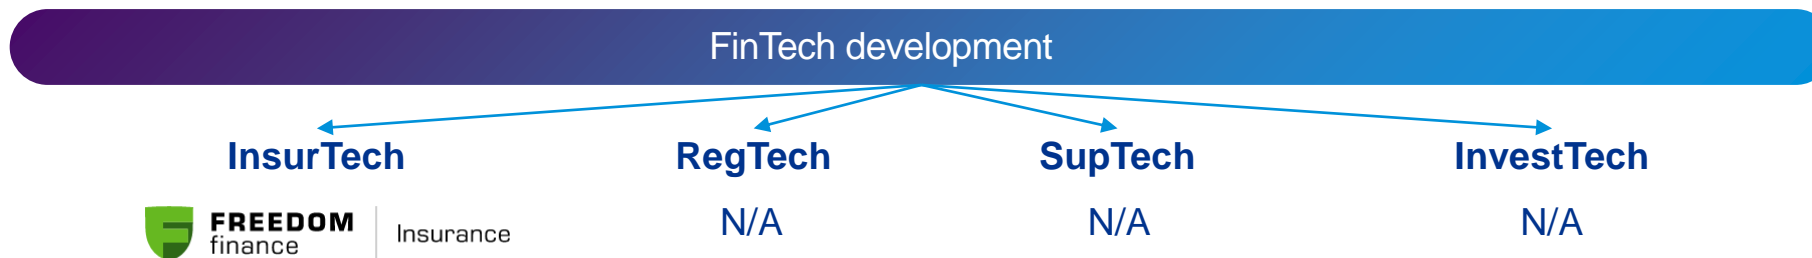 FinTech development
InsurTech RegTech SupTech InvestTech
N/A N/A N/A
FREEDOM
finance
Insurance